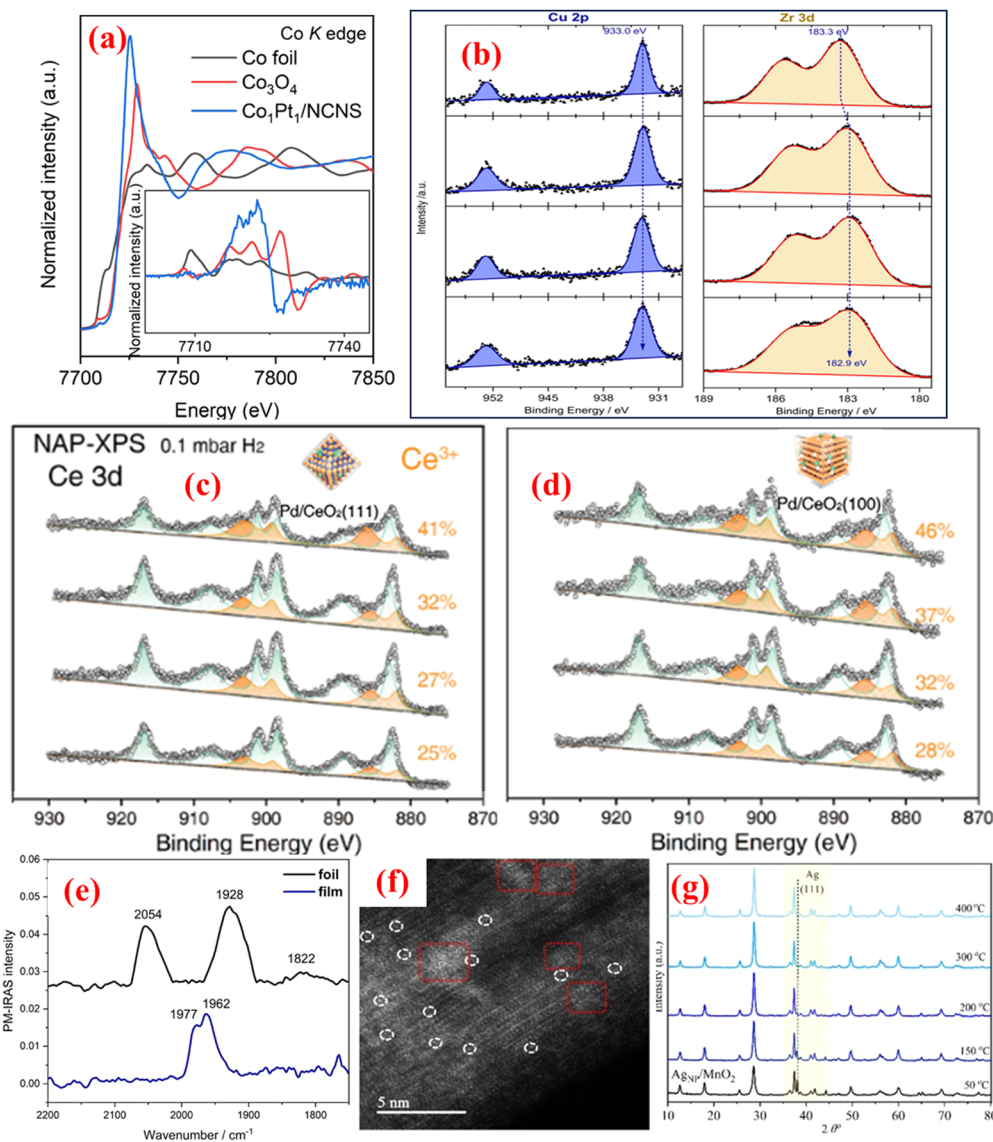 (a)
Co K edge
Co foil
Co₃O₄
Co₁Pt₁/NCNS
Normalized intensity (a.u.)
Normalized intensity (a.u.)
7710 7740
7700 7750 7800 7850
Energy (eV)
(b)
Cu 2p Zr 3d
933.0 eV 183.3 eV
182.9 eV
Intensity /a.u.
952 945 938 931
189 186 183 180
Binding Energy / eV Binding Energy / eV
NAP-XPS 0.1 mbar H₂
Ce 3d
(c)
Ce³⁺
Pd/CeO₂(111)
41%
32%
27%
25%
930 920 910 900 890 880 870
Binding Energy (eV)
(d)
Pd/CeO₂(100)
46%
37%
32%
28%
930 920 910 900 890 880 870
Binding Energy (eV)
(e)
foil
film
0.06
0.05
0.04
0.03
0.02
0.01
0.00
PM-IRAS intensity
2054 1928 1822
1977 1962
2200 2100 2000 1900 1800
Wavenumber / cm⁻¹
(f)
5 nm
(g)
Ag
(111)
400 °C
300 °C
200 °C
150 °C
50 °C
Ag_NP/MnO₂
Intensity (a.u.)
10 20 30 40 50 60 70 80
2 θ°